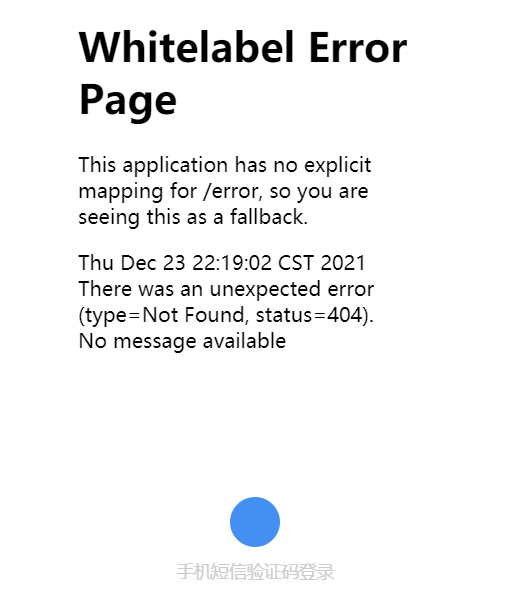 Whitelabel Error
Page
This application has no explicit
mapping for /error, so you are
seeing this as a fallback.
Thu Dec 23 22:19:02 CST 2021
There was an unexpected error
(type=Not Found, status=404).
No message available
手机短信验证码登录